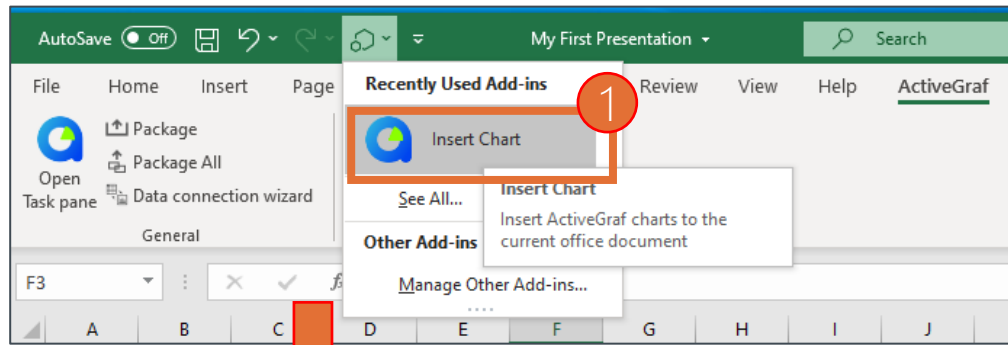 AutoSave Off My First Presentation Search
File Home Insert Page Review View Help ActiveGraf
Recently Used Add-ins
1
Insert Chart
Open
Task pane
Package
Package All
Data connection wizard
General
See All...
Insert Chart
Insert ActiveGraf charts to the
current office document
Other Add-ins
Manage Other Add-ins...
F3
A B C D E F G H I J